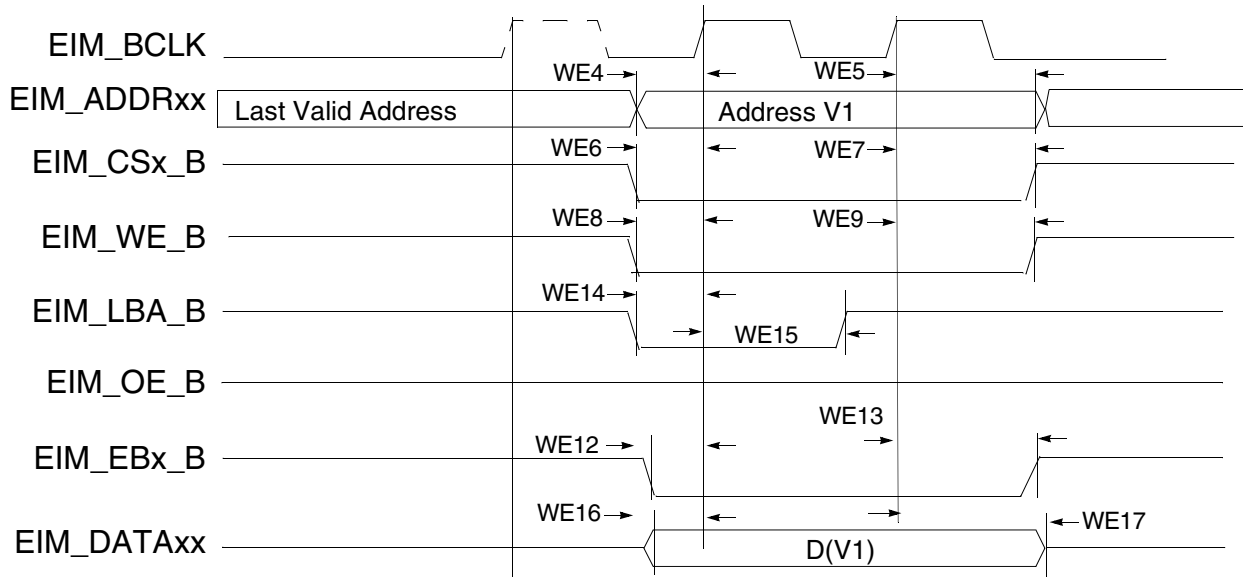 EIM_BCLK
WE4
WE5
EIM_ADDRxx
Last Valid Address
Address V1
WE6
WE7
EIM_CSx_B
WE8
WE9
EIM_WE_B
WE14
EIM_LBA_B
WE15
EIM_OE_B
WE13
WE12
EIM_EBx_B
WE16
WE17
EIM_DATAxx
D(V1)